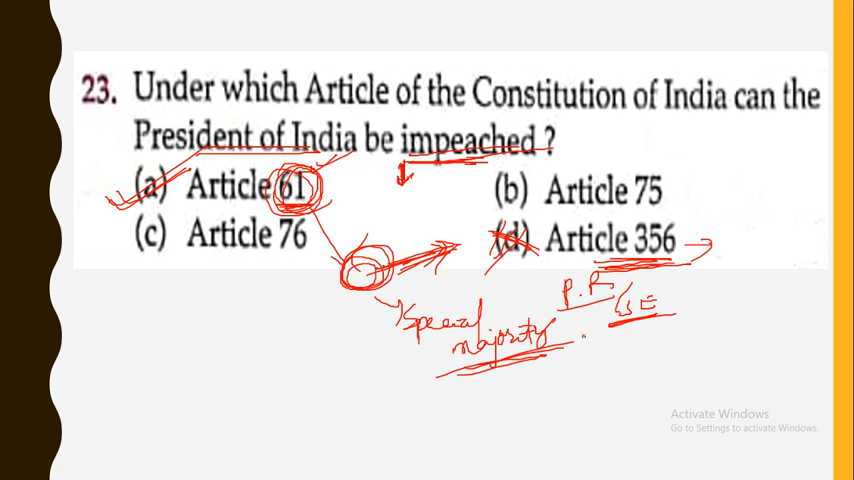 23. Under which Article of the Constitution of India can the
President of India be impeached ?
(a) Article 61
(b) Article 75
(c) Article 76
(d) Article 356
P.R
SE
Special
majority
Activate Windows
Go to Settings to activate Windows.